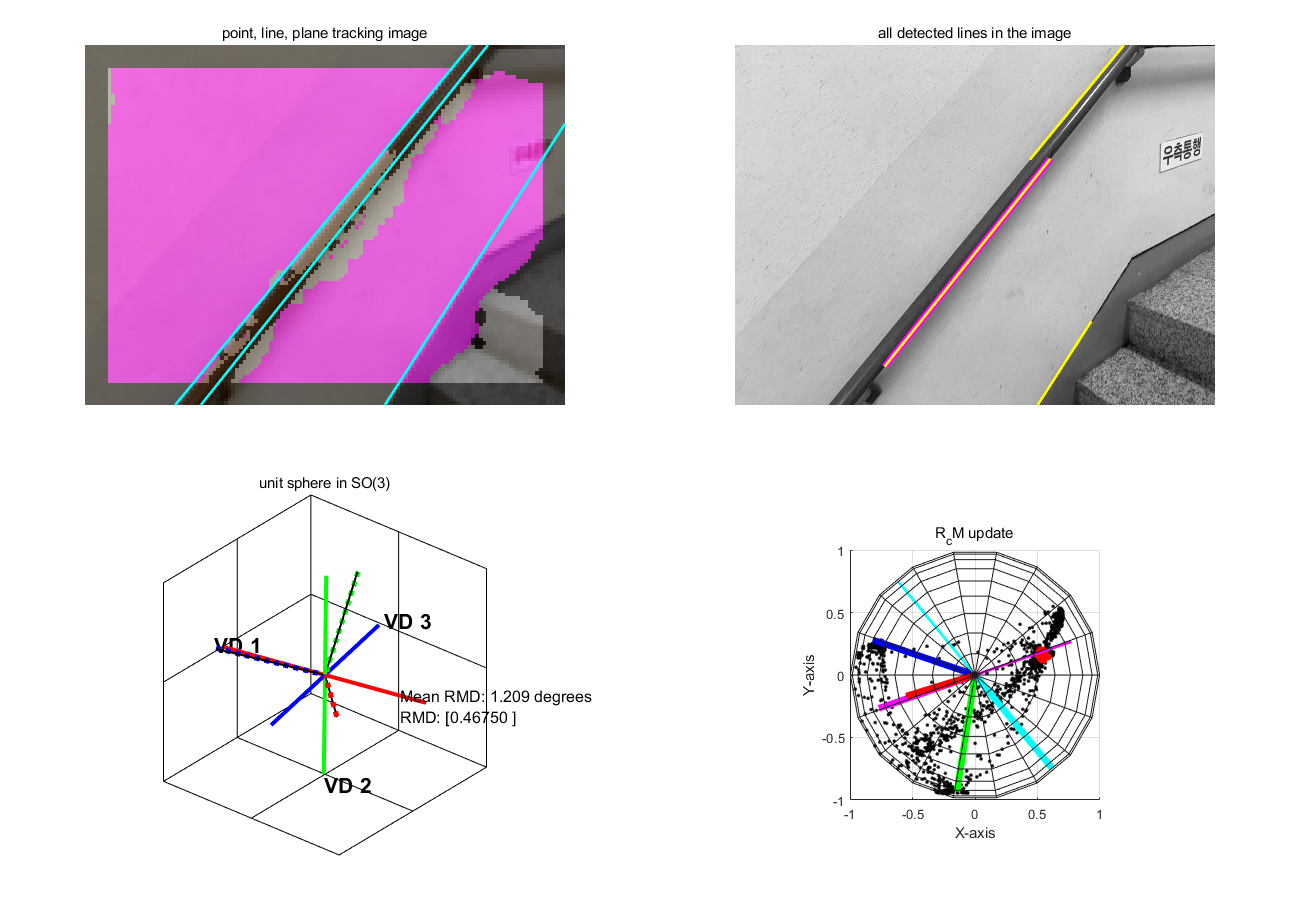 point, line, plane tracking image
all detected lines in the image
우측통행
unit sphere in SO(3)
VD 1
VD 3
Mean RMD: 1.209 degrees
RMD: [0.46750 ]
VD 2
RcM update
1
0.5
0
-0.5
-1
Y-axis
-1 -0.5 0 0.5 1
X-axis